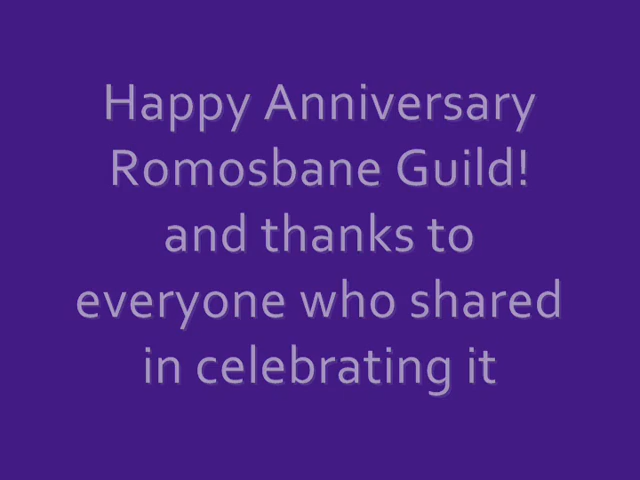 Happy Anniversary
Romosbane Guild!
and thanks to
everyone who shared
in celebrating it